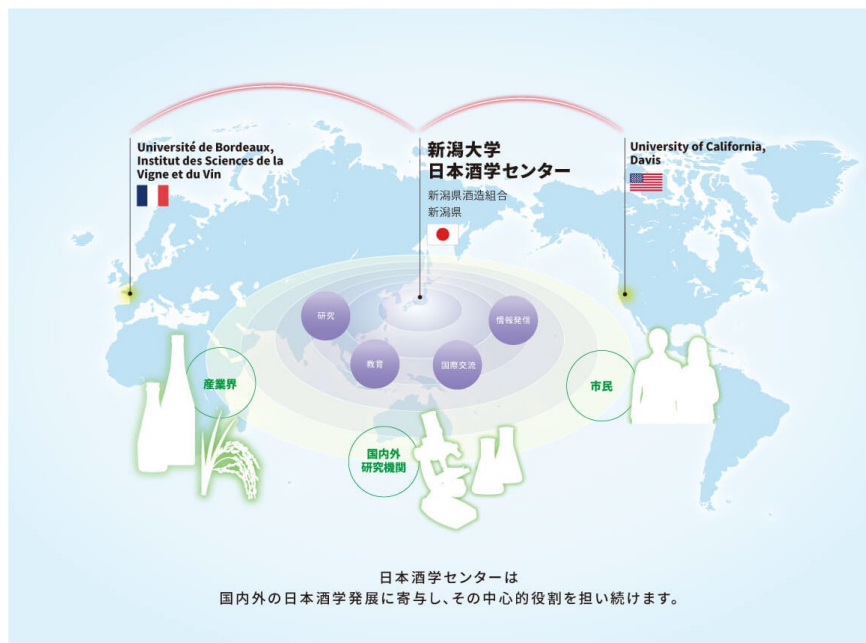 Université de Bordeaux,
Institut des Sciences de la
Vigne et du Vin
新潟大学
日本酒学センター
新潟県酒造組合
新潟県
University of California,
Davis
研究
情報発信
教育
国際交流
産業界
市民
国内外
研究機関
日本酒学センターは
国内外の日本酒学発展に寄与し、その中心的役割を担い続けます。